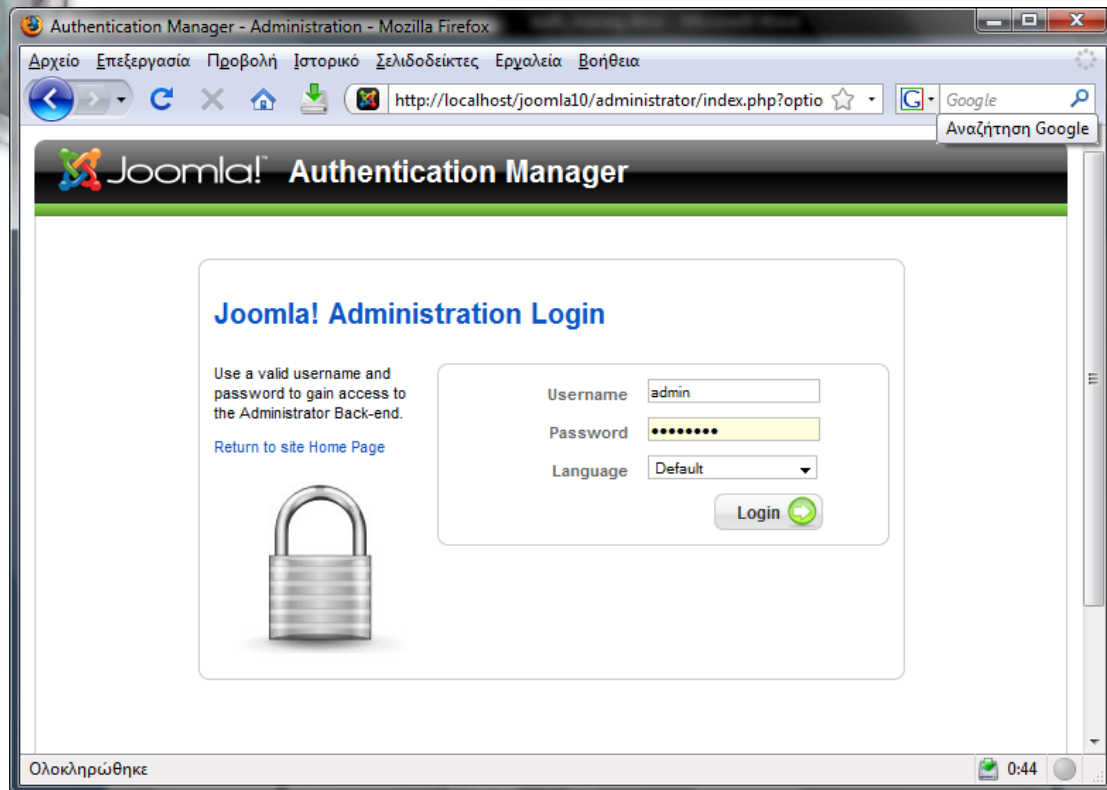 Authentication Manager - Administration - Mozilla Firefox
Αρχείο Επεξεργασία Προβολή Ιστορικό Σελιδοδείκτες Εργαλεία Βοήθεια
http://localhost/joomla10/administrator/index.php?optio
G Google
Αναζήτηση Google
Joomla!™ Authentication Manager
Joomla! Administration Login
Use a valid username and
password to gain access to
the Administrator Back-end.
Return to site Home Page
Username admin
Password ••••••••
Language Default
Login
Ολοκληρώθηκε 0:44